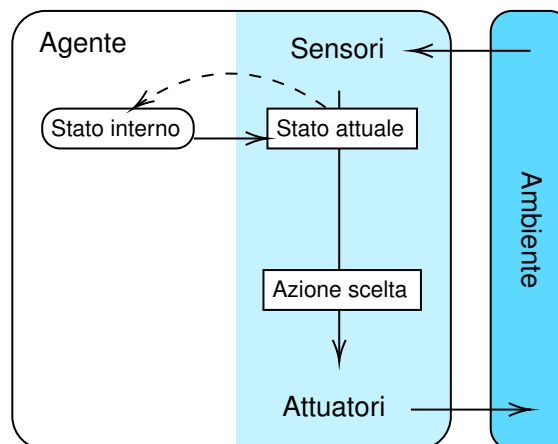 Agente
Sensori
Stato interno
Stato attuale
Ambiente
Azione scelta
Attuatori